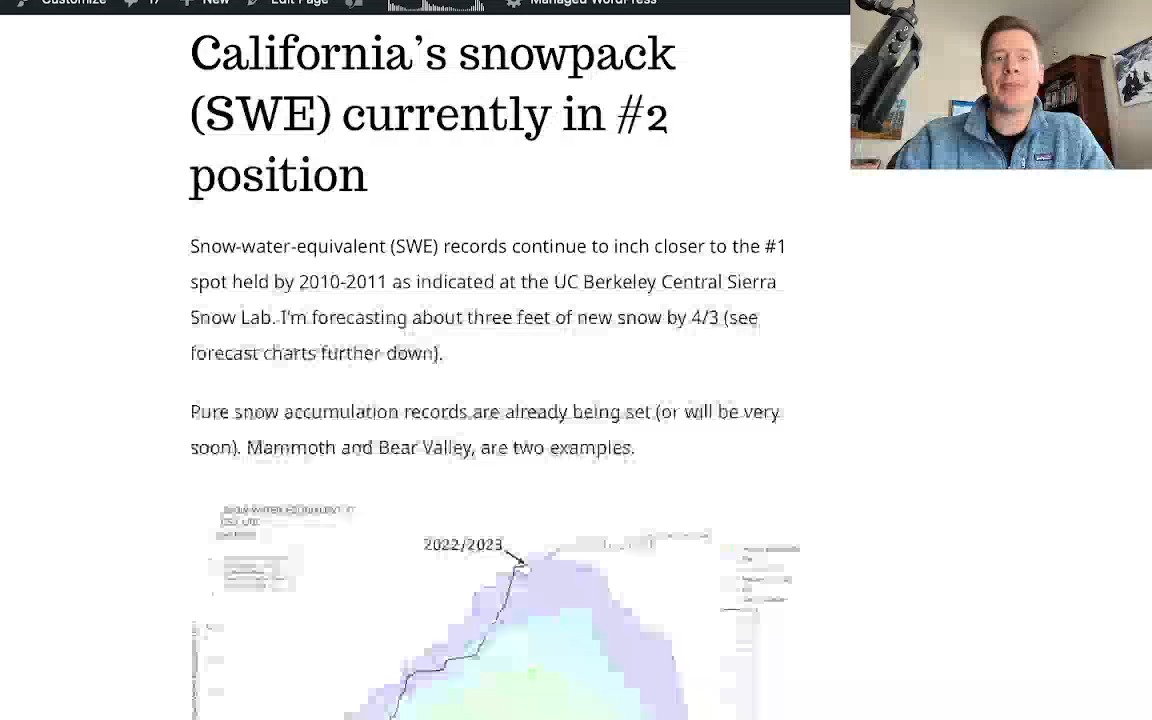 Customize
17
New
Edit Page
Managed WordPress
California's snowpack
(SWE) currently in #2
position
Snow-water-equivalent (SWE) records continue to inch closer to the #1
spot held by 2010-2011 as indicated at the UC Berkeley Central Sierra
Snow Lab. I'm forecasting about three feet of new snow by 4/3 (see
forecast charts further down).
Pure snow accumulation records are already being set (or will be very
soon). Mammoth and Bear Valley, are two examples.
2022/2023